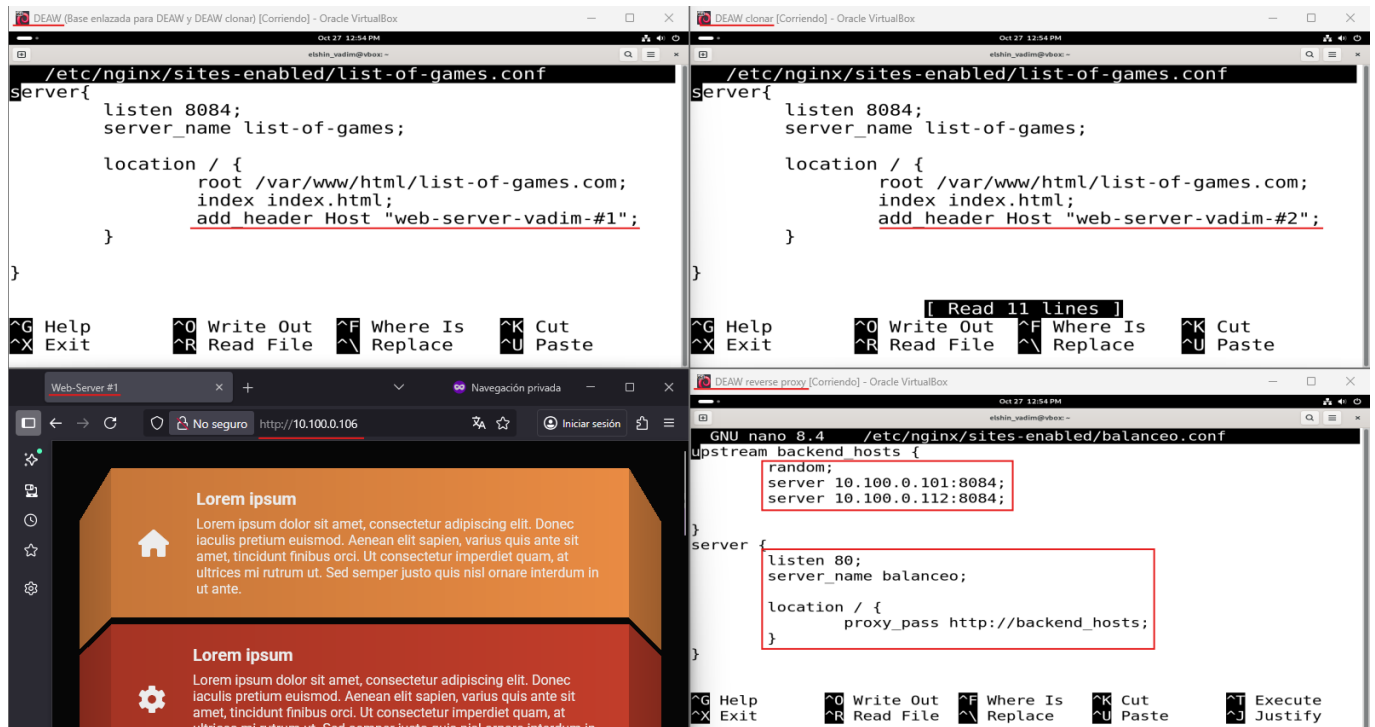 DEAW (Base enlazada para DEAW y DEAW clonar) [Corriendo] - Oracle VirtualBox
Oct 27 12:54 PM
elshin_vadim@vbox: ~
/etc/nginx/sites-enabled/list-of-games.conf
server{
listen 8084;
server_name list-of-games;
location / {
root /var/www/html/list-of-games.com;
index index.html;
add_header Host "web-server-vadim-#1";
}
}
^G Help ^O Write Out ^F Where Is ^K Cut
^X Exit ^R Read File ^\ Replace ^U Paste
DEAW clonar [Corriendo] - Oracle VirtualBox
Oct 27 12:54 PM
elshin_vadim@vbox: ~
/etc/nginx/sites-enabled/list-of-games.conf
server{
listen 8084;
server_name list-of-games;
location / {
root /var/www/html/list-of-games.com;
index index.html;
add_header Host "web-server-vadim-#2";
}
}
[ Read 11 lines ]
^G Help ^O Write Out ^F Where Is ^K Cut
^X Exit ^R Read File ^\ Replace ^U Paste
Web-Server #1
Navegación privada
No seguro http://10.100.0.106 Iniciar sesión
Lorem ipsum
Lorem ipsum dolor sit amet, consectetur adipiscing elit. Donec
iaculis pretium euismod. Aenean elit sapien, varius quis ante sit
amet, tincidunt finibus orci. Ut consectetur imperdiet quam, at
ultrices mi rutrum ut. Sed semper justo quis nisl ornare interdum in
ut ante.
Lorem ipsum
Lorem ipsum dolor sit amet, consectetur adipiscing elit. Donec
iaculis pretium euismod. Aenean elit sapien, varius quis ante sit
amet, tincidunt finibus orci. Ut consectetur imperdiet quam, at
ultrices mi rutrum ut. Sed semper justo quis nisl ornare interdum in
DEAW reverse proxy [Corriendo] - Oracle VirtualBox
Oct 27 12:54 PM
elshin_vadim@vbox: ~
GNU nano 8.4 /etc/nginx/sites-enabled/balanceo.conf
upstream backend_hosts {
random;
server 10.100.0.101:8084;
server 10.100.0.112:8084;
}
server {
listen 80;
server_name balanceo;
location / {
proxy_pass http://backend_hosts;
}
}
^G Help ^O Write Out ^F Where Is ^K Cut ^T Execute
^X Exit ^R Read File ^\ Replace ^U Paste ^J Justify